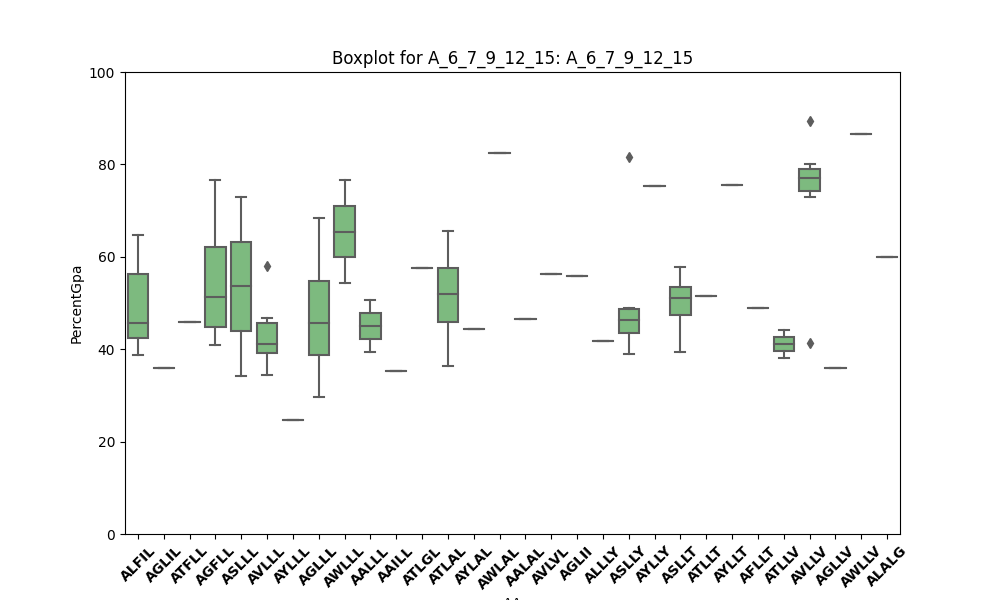 Boxplot for A_6_7_9_12_15: A_6_7_9_12_15
PercentGpa
100
80
60
40
20
0
ALFIL
AGLIL
ATFLL
AGFLL
ASLLL
AVLLL
AYLLL
AGLLL
AWLLL
AALLL
AAILL
ATLGL
ATLAL
AYLAL
AWLAL
AALAL
AVLVL
AGLII
ALLLY
ASLLY
AYLLY
ASLLT
ATLLT
AYLLT
AFLLT
ATLLV
AVLLV
AGLLV
AWLLV
ALALG